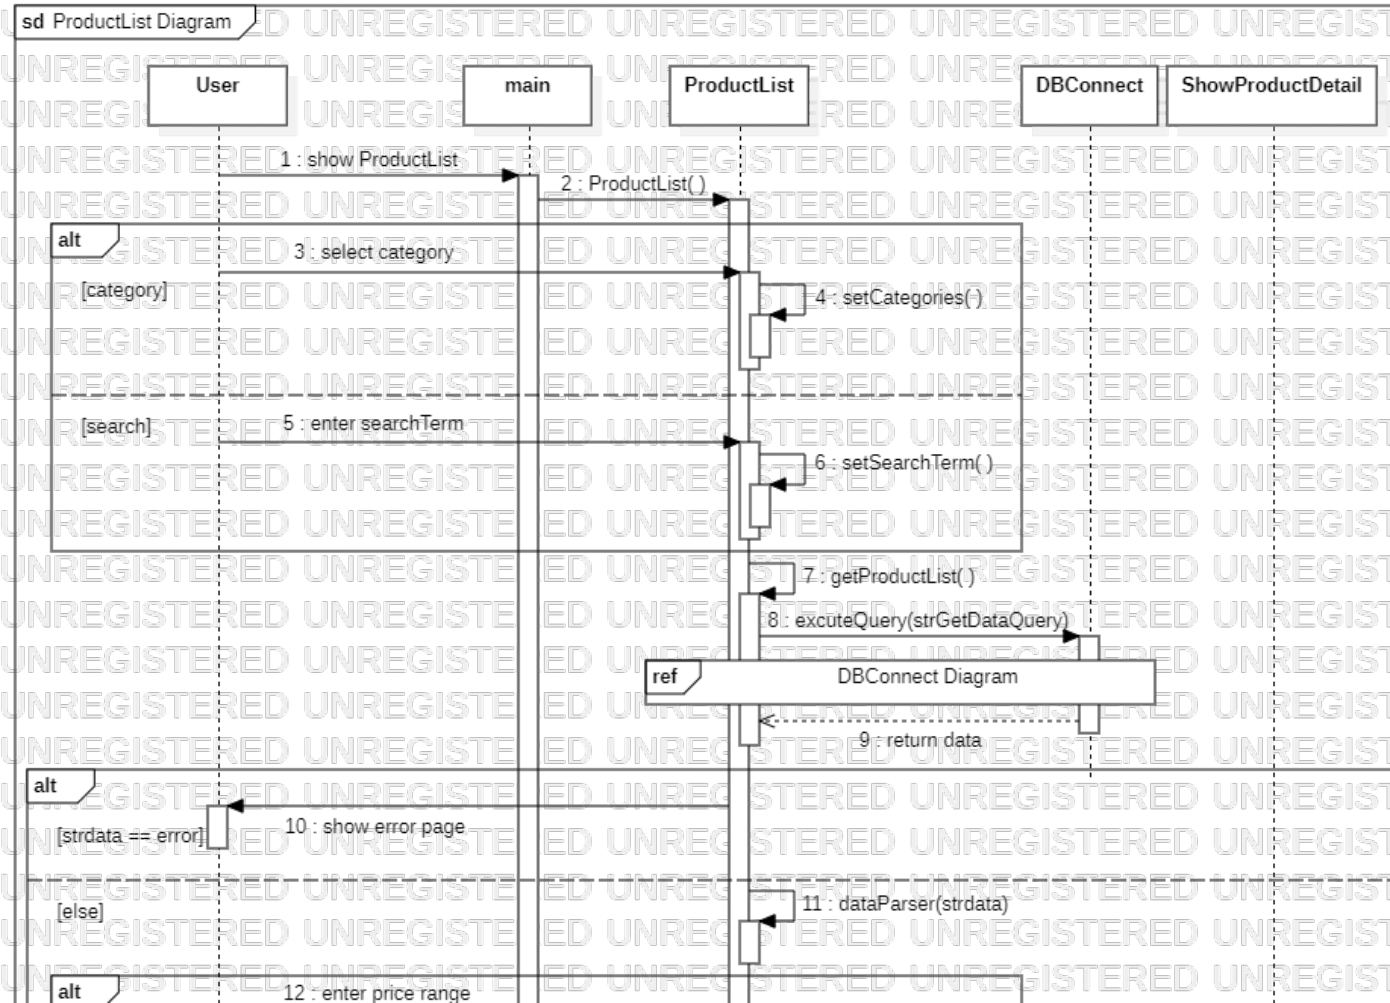 sd ProductList Diagram
User
main
ProductList
DBConnect
ShowProductDetail
1 : show ProductList
2 : ProductList( )
alt
3 : select category
[category]
4 : setCategories( )
[search]
5 : enter searchTerm
6 : setSearchTerm( )
7 : getProductList( )
8 : excuteQuery(strGetDataQuery)
ref
DBConnect Diagram
9 : return data
alt
[strdata == error]
10 : show error page
[else]
11 : dataParser(strdata)
alt
12 : enter price range
UNREGISTERED